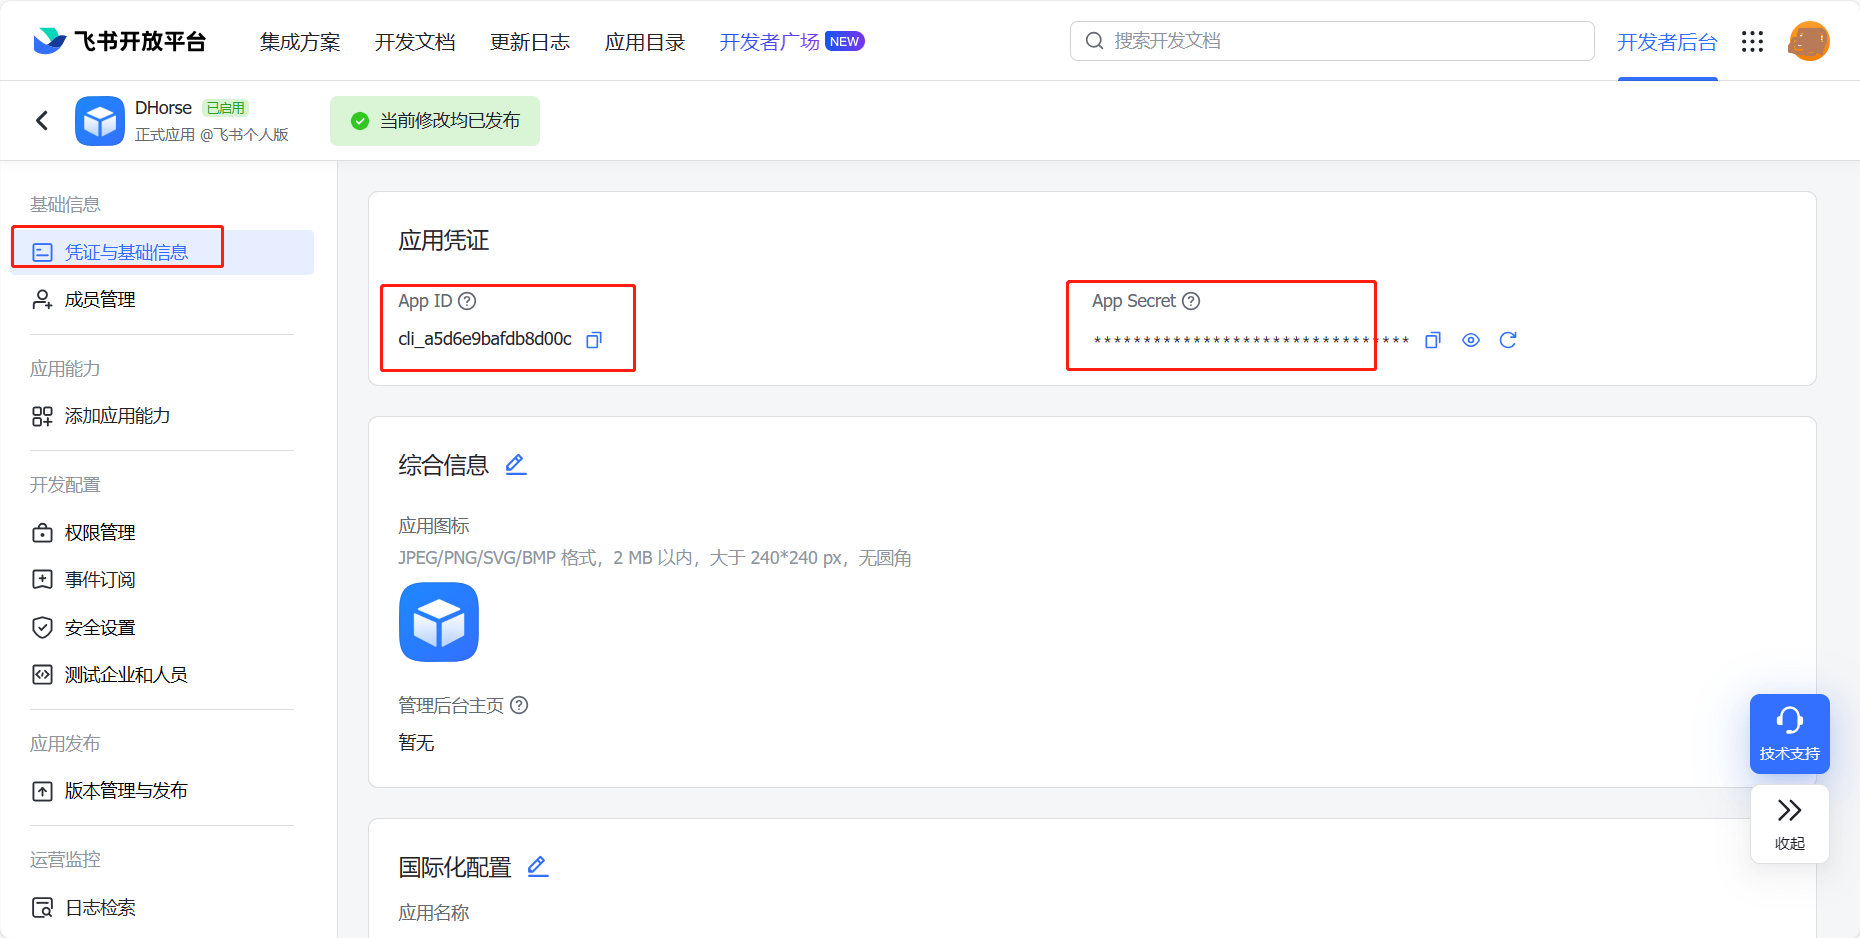 飞书开放平台
集成方案
开发文档
更新日志
应用目录
开发者广场 NEW
搜索开发文档
开发者后台
DHorse 已启用
正式应用 @飞书个人版
当前修改均已发布
基础信息
凭证与基础信息
成员管理
应用能力
添加应用能力
开发配置
权限管理
事件订阅
安全设置
测试企业和人员
应用发布
版本管理与发布
运营监控
日志检索
应用凭证
App ID
cli_a5d6e9bafdb8d00c
App Secret
********************************
综合信息
应用图标
JPEG/PNG/SVG/BMP 格式，2 MB 以内，大于 240*240 px，无圆角
管理后台主页
暂无
国际化配置
应用名称
技术支持
收起